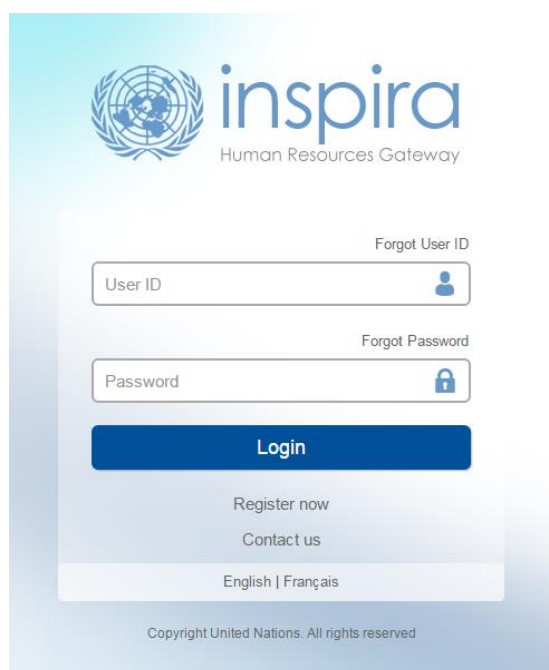 inspira
Human Resources Gateway
Forgot User ID
User ID
Forgot Password
Password
Login
Register now
Contact us
English | Français
Copyright United Nations. All rights reserved